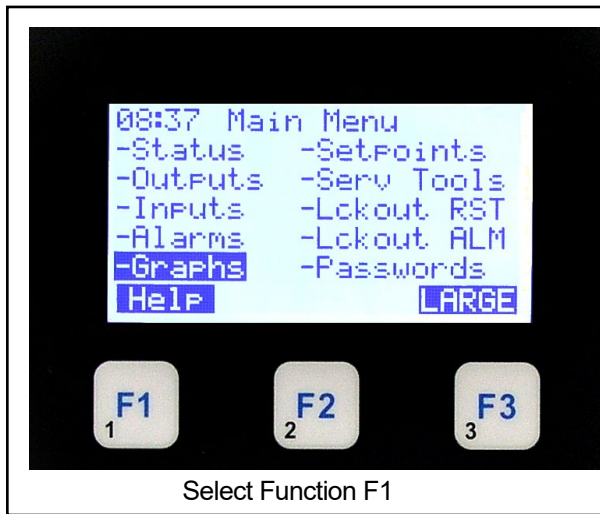 08:37 Main Menu
-Status -Setpoints
-Outputs -Serv Tools
-Inputs -Lckout RST
-Alarms -Lckout ALM
-Graphs -Passwords
Help LARGE
F1 F2 F3
1 2 3
Select Function F1